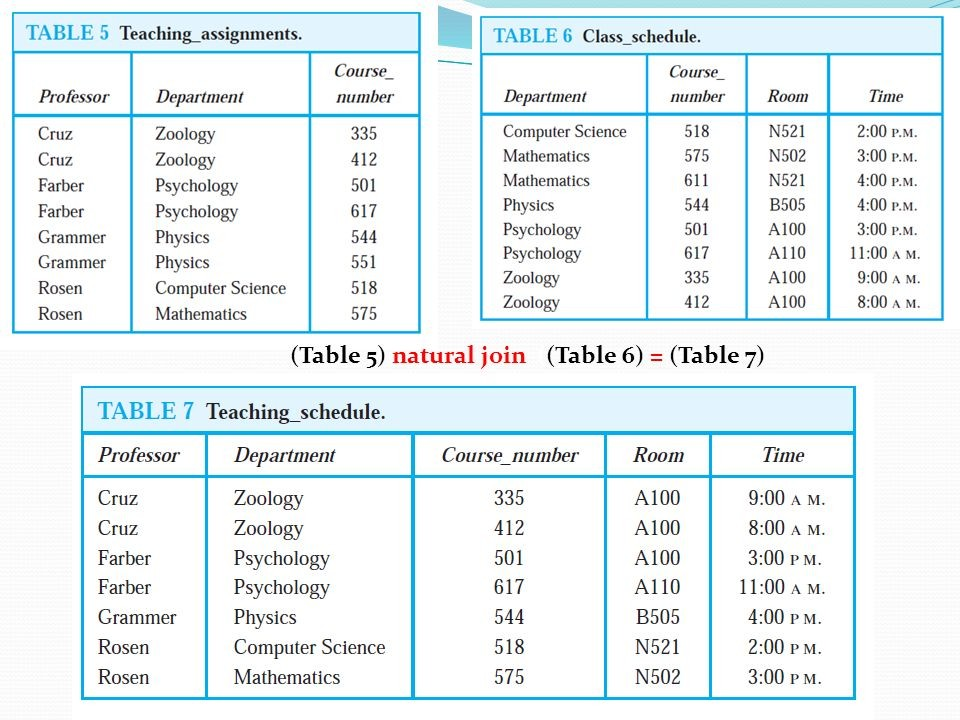 TABLE 5 Teaching_assignments.
Professor Department Course_ number
Cruz Zoology 335
Cruz Zoology 412
Farber Psychology 501
Farber Psychology 617
Grammer Physics 544
Grammer Physics 551
Rosen Computer Science 518
Rosen Mathematics 575
TABLE 6 Class_schedule.
Department Course_ number Room Time
Computer Science 518 N521 2:00 P.M.
Mathematics 575 N502 3:00 P.M.
Mathematics 611 N521 4:00 P.M.
Physics 544 B505 4:00 P.M.
Psychology 501 A100 3:00 P.M.
Psychology 617 A110 11:00 A M.
Zoology 335 A100 9:00 A M.
Zoology 412 A100 8:00 A M.
(Table 5) natural join (Table 6) = (Table 7)
TABLE 7 Teaching_schedule.
Professor Department Course_number Room Time
Cruz Zoology 335 A100 9:00 A M.
Cruz Zoology 412 A100 8:00 A M.
Farber Psychology 501 A100 3:00 P M.
Farber Psychology 617 A110 11:00 A M.
Grammer Physics 544 B505 4:00 P M.
Rosen Computer Science 518 N521 2:00 P M.
Rosen Mathematics 575 N502 3:00 P M.